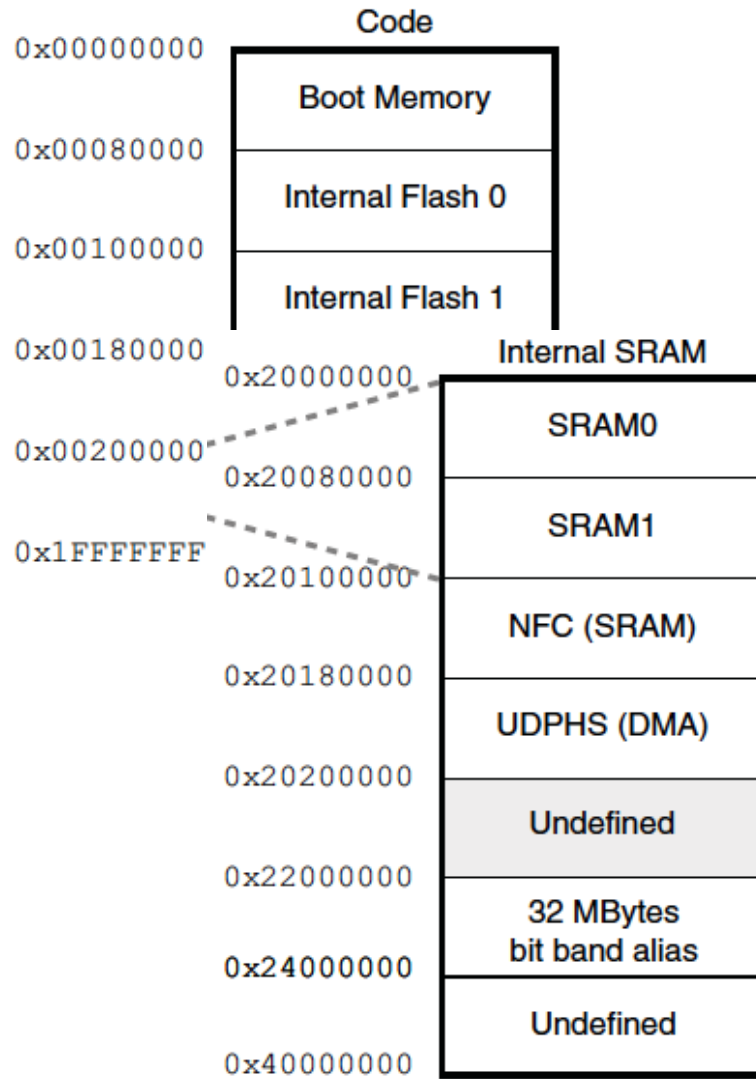 Code
0x00000000
Boot Memory
0x00080000
Internal Flash 0
0x00100000
Internal Flash 1
0x00180000
0x00200000
0x1FFFFFFF
Internal SRAM
0x20000000
SRAM0
0x20080000
SRAM1
0x20100000
NFC (SRAM)
0x20180000
UDPHS (DMA)
0x20200000
Undefined
0x22000000
32 MBytes
bit band alias
0x24000000
Undefined
0x40000000